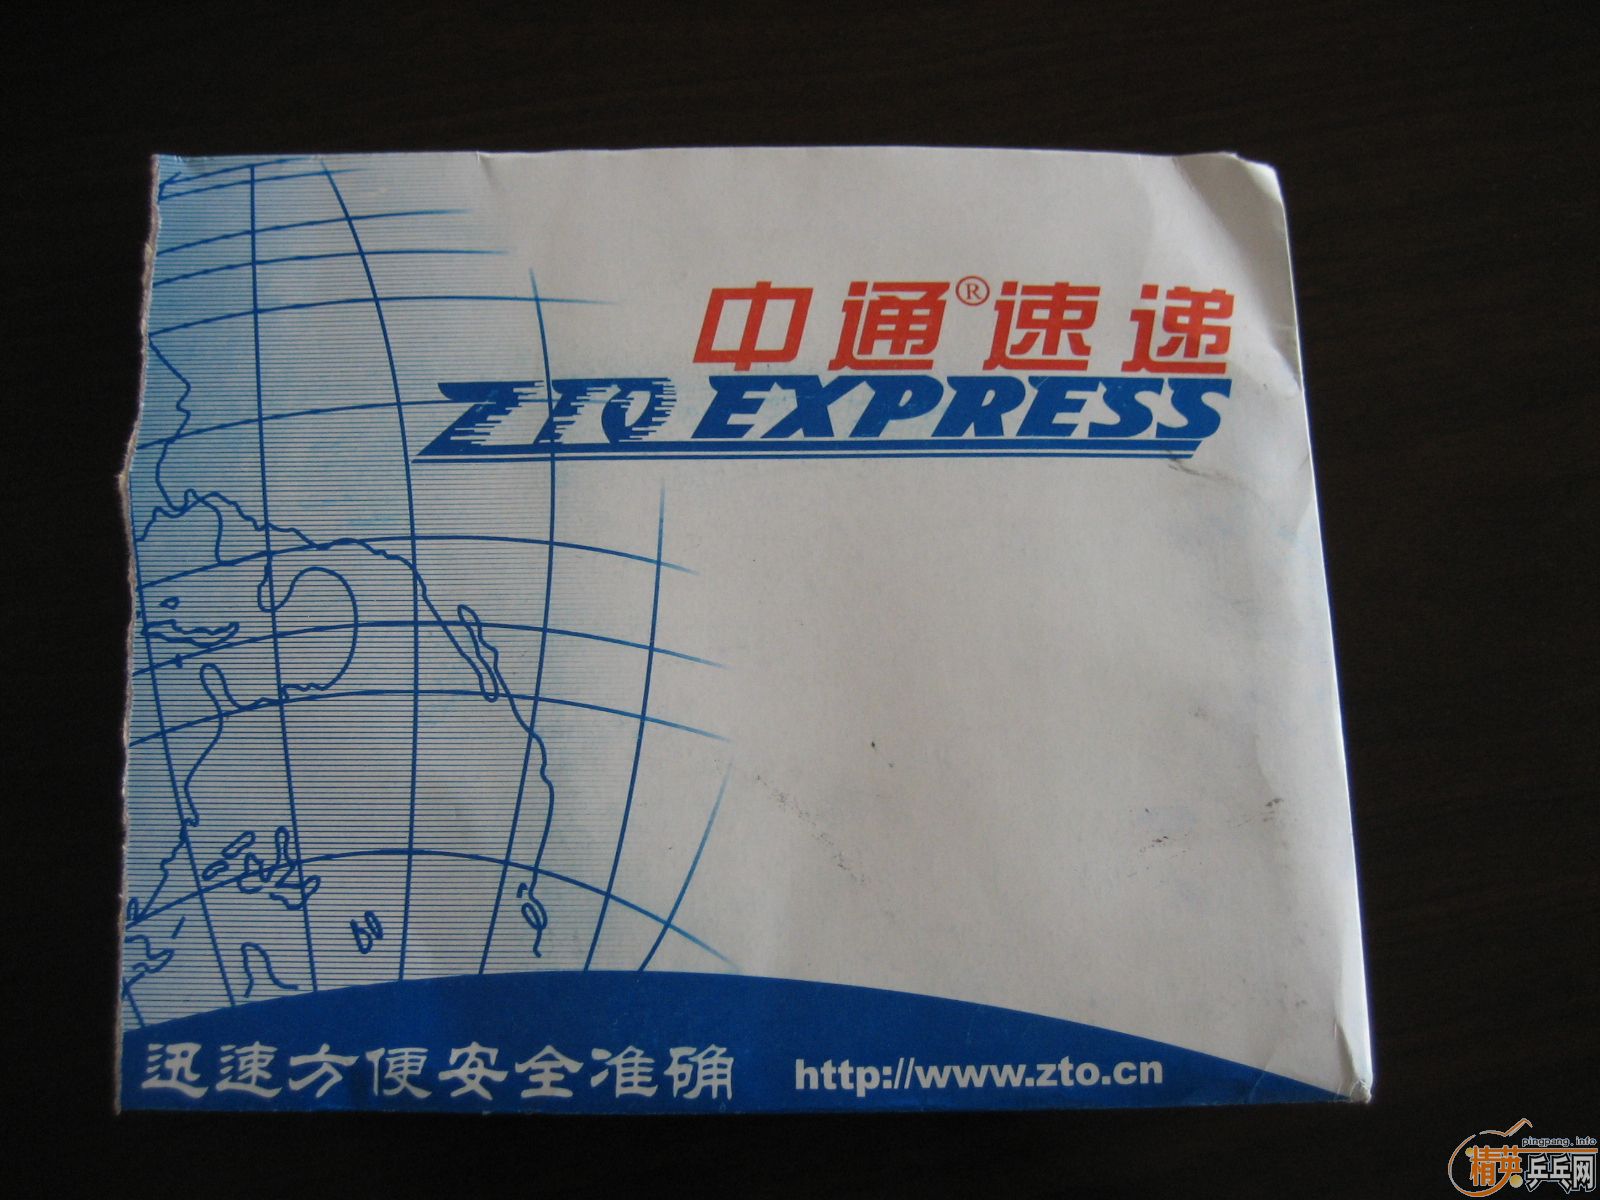 中通®速递
ZTO EXPRESS
迅速方便安全准确 http://www.zto.cn
pingpang.info
精英乒乓网